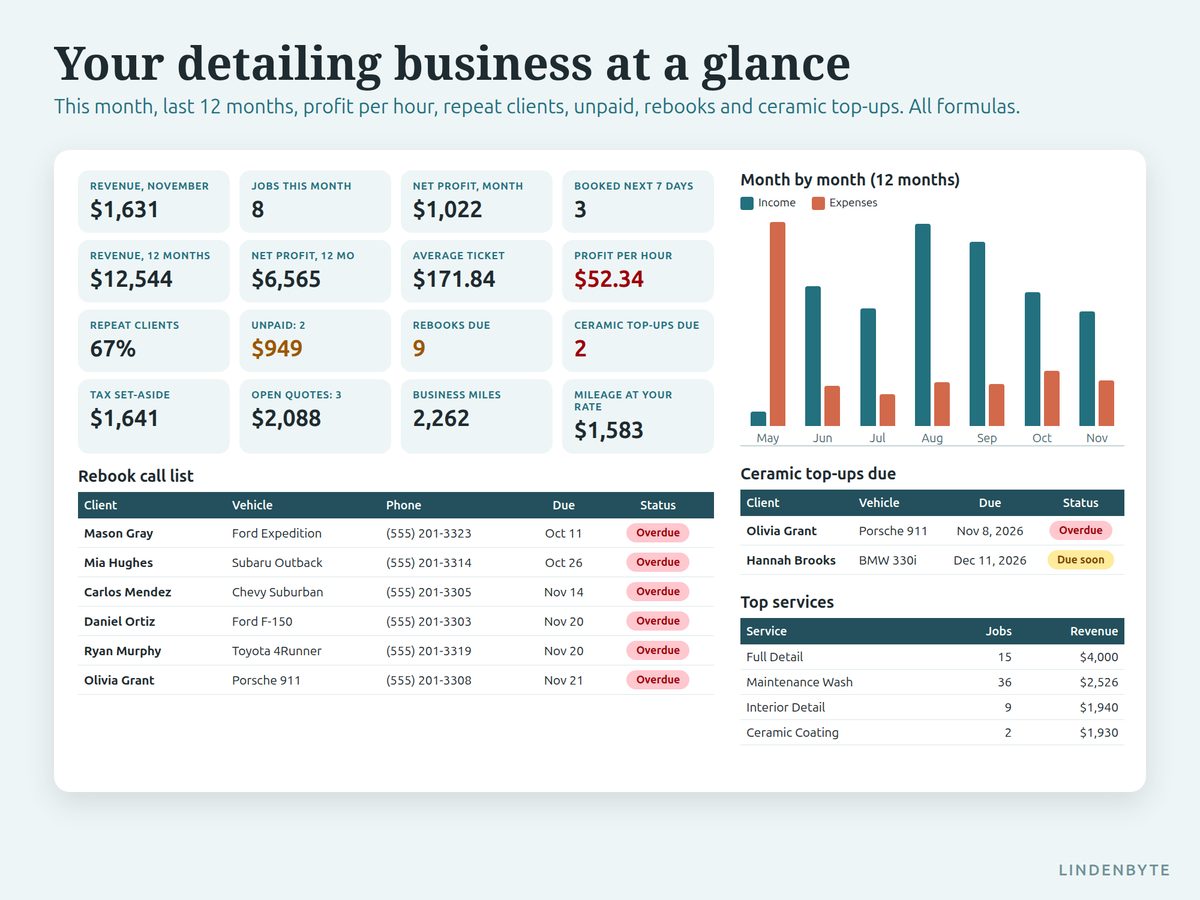 Your detailing business at a glance
This month, last 12 months, profit per hour, repeat clients, unpaid, rebooks and ceramic top-ups. All formulas.
REVENUE, NOVEMBER
$1,631
JOBS THIS MONTH
8
NET PROFIT, MONTH
$1,022
BOOKED NEXT 7 DAYS
3
REVENUE, 12 MONTHS
$12,544
NET PROFIT, 12 MO
$6,565
AVERAGE TICKET
$171.84
PROFIT PER HOUR
$52.34
REPEAT CLIENTS
67%
UNPAID: 2
$949
REBOOKS DUE
9
CERAMIC TOP-UPS DUE
2
TAX SET-ASIDE
$1,641
OPEN QUOTES: 3
$2,088
BUSINESS MILES
2,262
MILEAGE AT YOUR
RATE
$1,583
Rebook call list
Client Vehicle Phone Due Status
Mason Gray Ford Expedition (555) 201-3323 Oct 11 Overdue
Mia Hughes Subaru Outback (555) 201-3314 Oct 26 Overdue
Carlos Mendez Chevy Suburban (555) 201-3305 Nov 14 Overdue
Daniel Ortiz Ford F-150 (555) 201-3303 Nov 20 Overdue
Ryan Murphy Toyota 4Runner (555) 201-3319 Nov 20 Overdue
Olivia Grant Porsche 911 (555) 201-3308 Nov 21 Overdue
Month by month (12 months)
Income Expenses
May Jun Jul Aug Sep Oct Nov
Ceramic top-ups due
Client Vehicle Due Status
Olivia Grant Porsche 911 Nov 8, 2026 Overdue
Hannah Brooks BMW 330i Dec 11, 2026 Due soon
Top services
Service Jobs Revenue
Full Detail 15 $4,000
Maintenance Wash 36 $2,526
Interior Detail 9 $1,940
Ceramic Coating 2 $1,930
LINDENBYTE